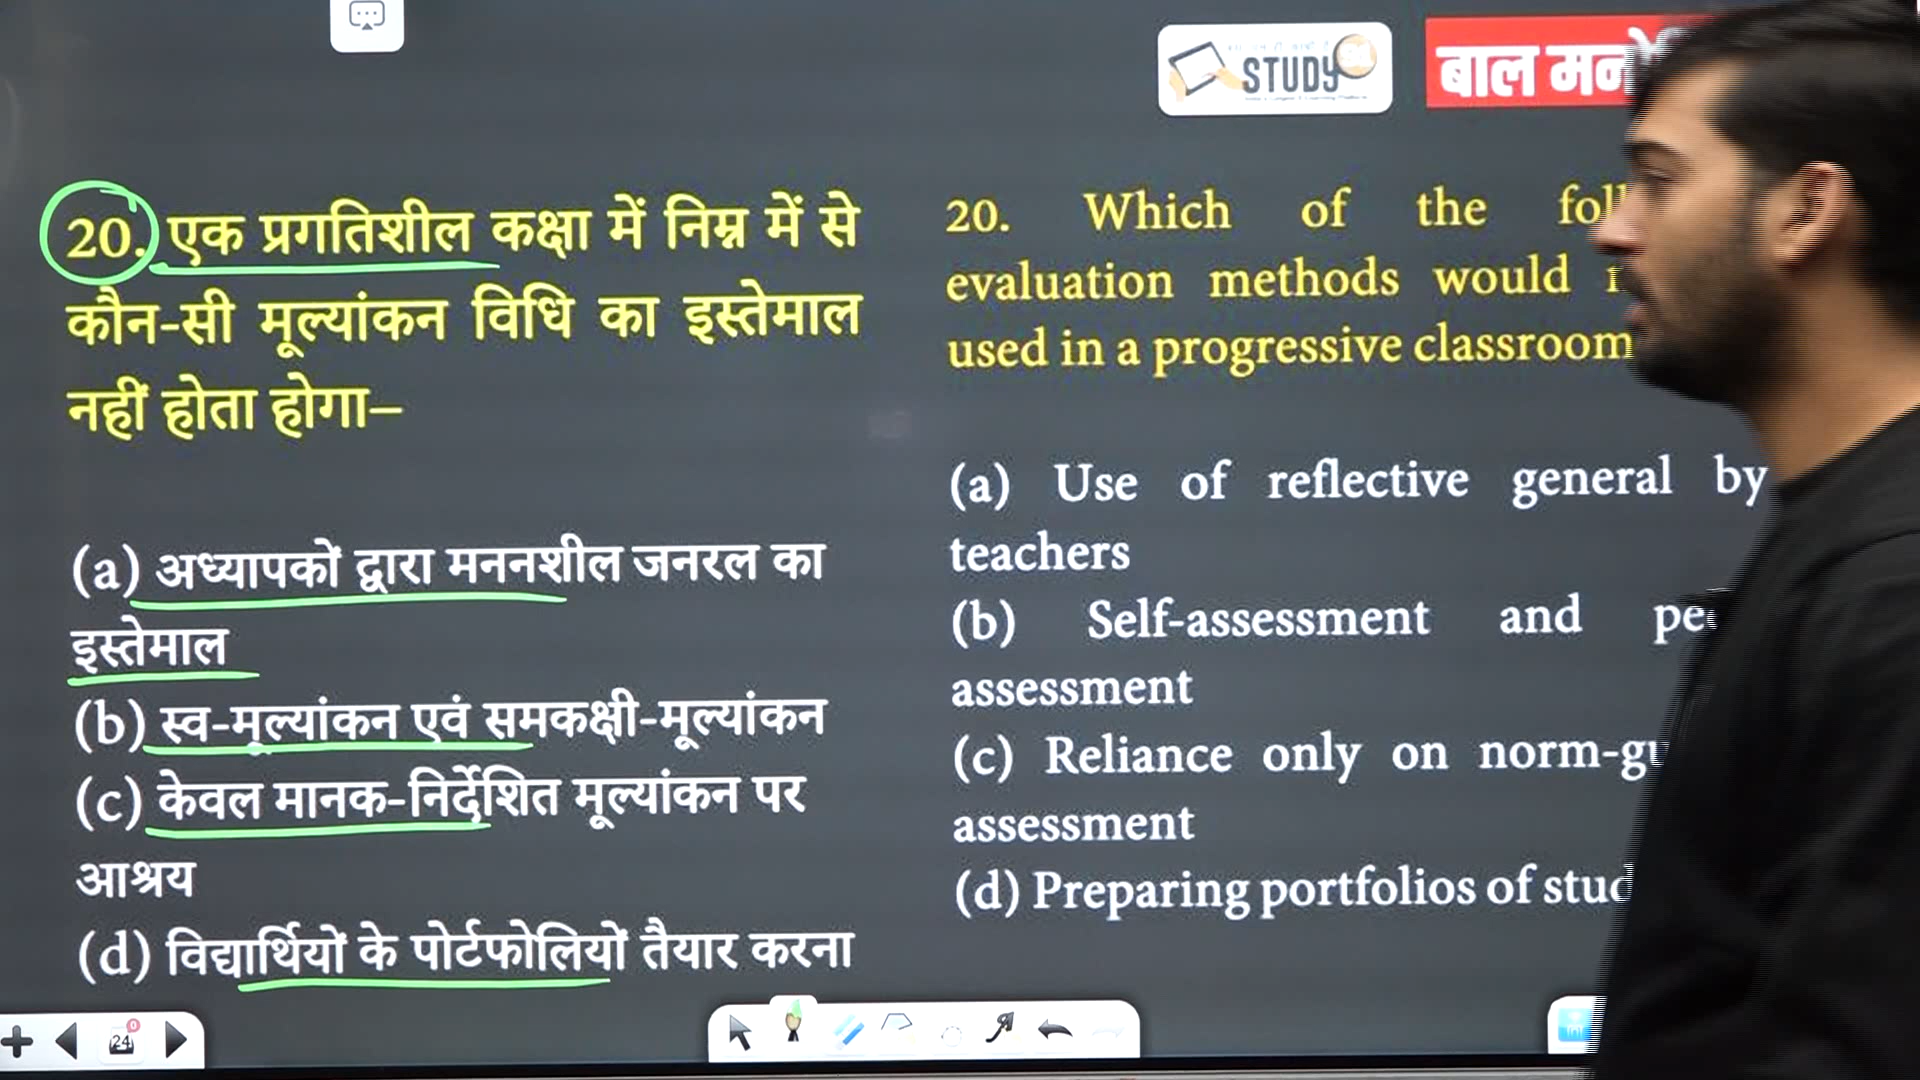 STUDY
बाल
20. एक प्रगतिशील कक्षा में निम्न में से
कौन-सी मूल्यांकन विधि का इस्तेमाल
नहीं होता होगा–
(a) अध्यापकों द्वारा मननशील जनरल का
इस्तेमाल
(b) स्व-मूल्यांकन एवं समकक्षी-मूल्यांकन
(c) केवल मानक-निर्देशित मूल्यांकन पर
आश्रय
(d) विद्यार्थियों के पोर्टफोलियों तैयार करना
20. Which of the
evaluation methods would
used in a progressive classroom
(a) Use of reflective general by
teachers
(b) Self-assessment and
assessment
(c) Reliance only on
assessment
(d) Preparing portfolios of
24
0